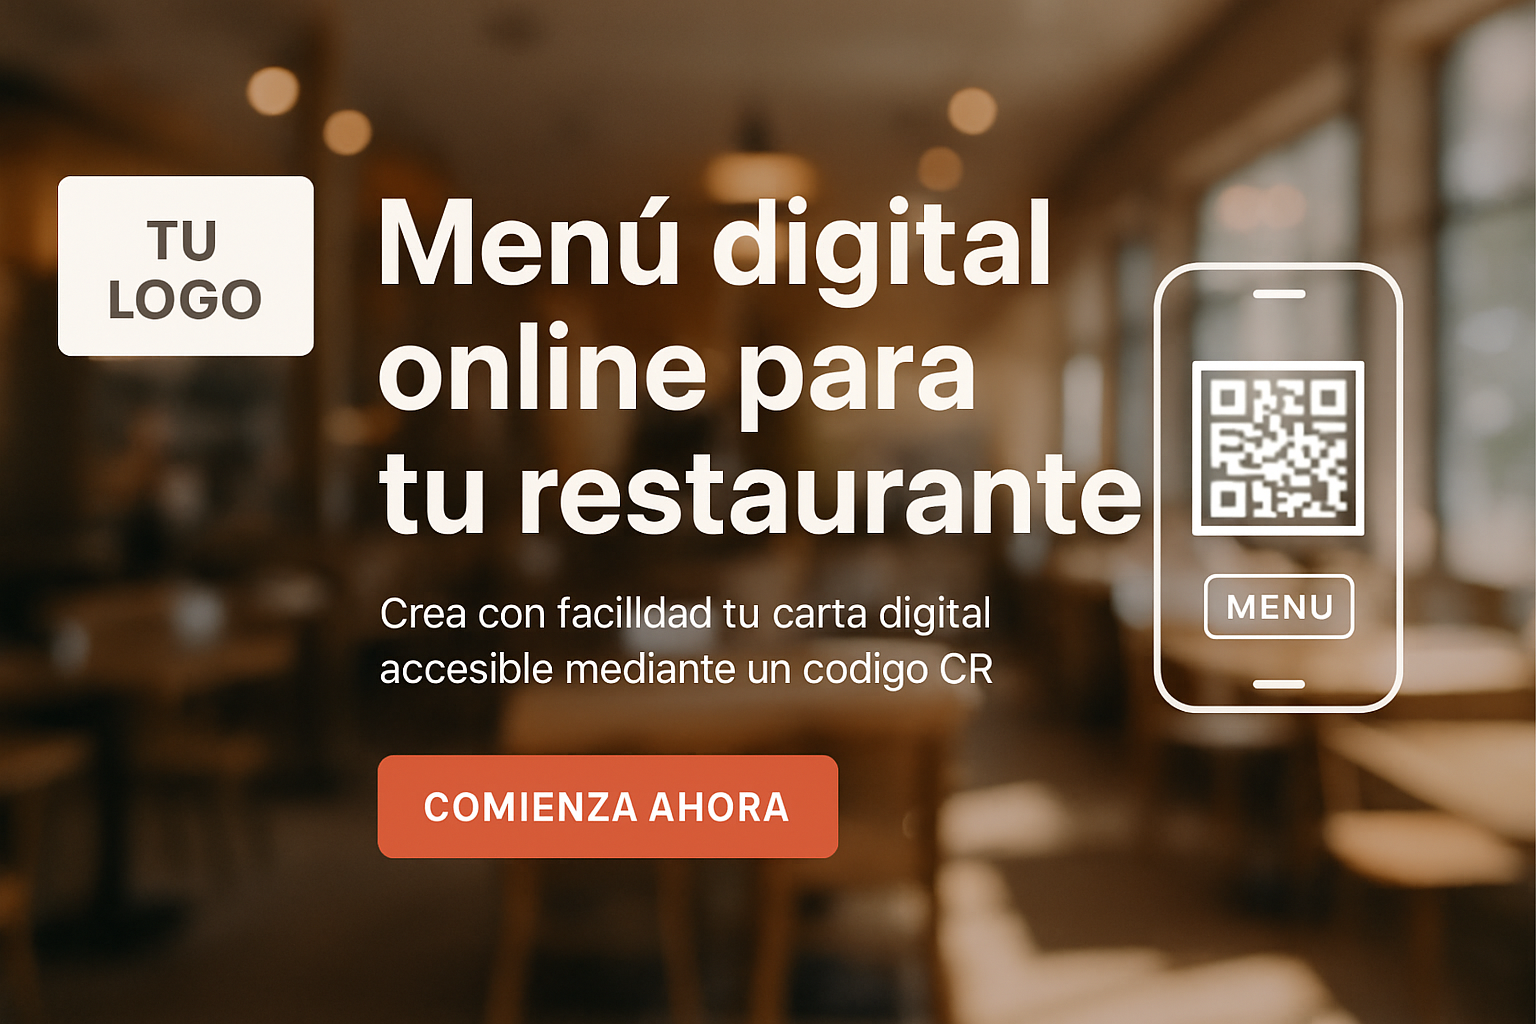 TU
LOGO
Menú digital
online para
tu restaurante
Crea con facilldad tu carta digital
accesible mediante un codigo CR
COMIENZA AHORA
MENU